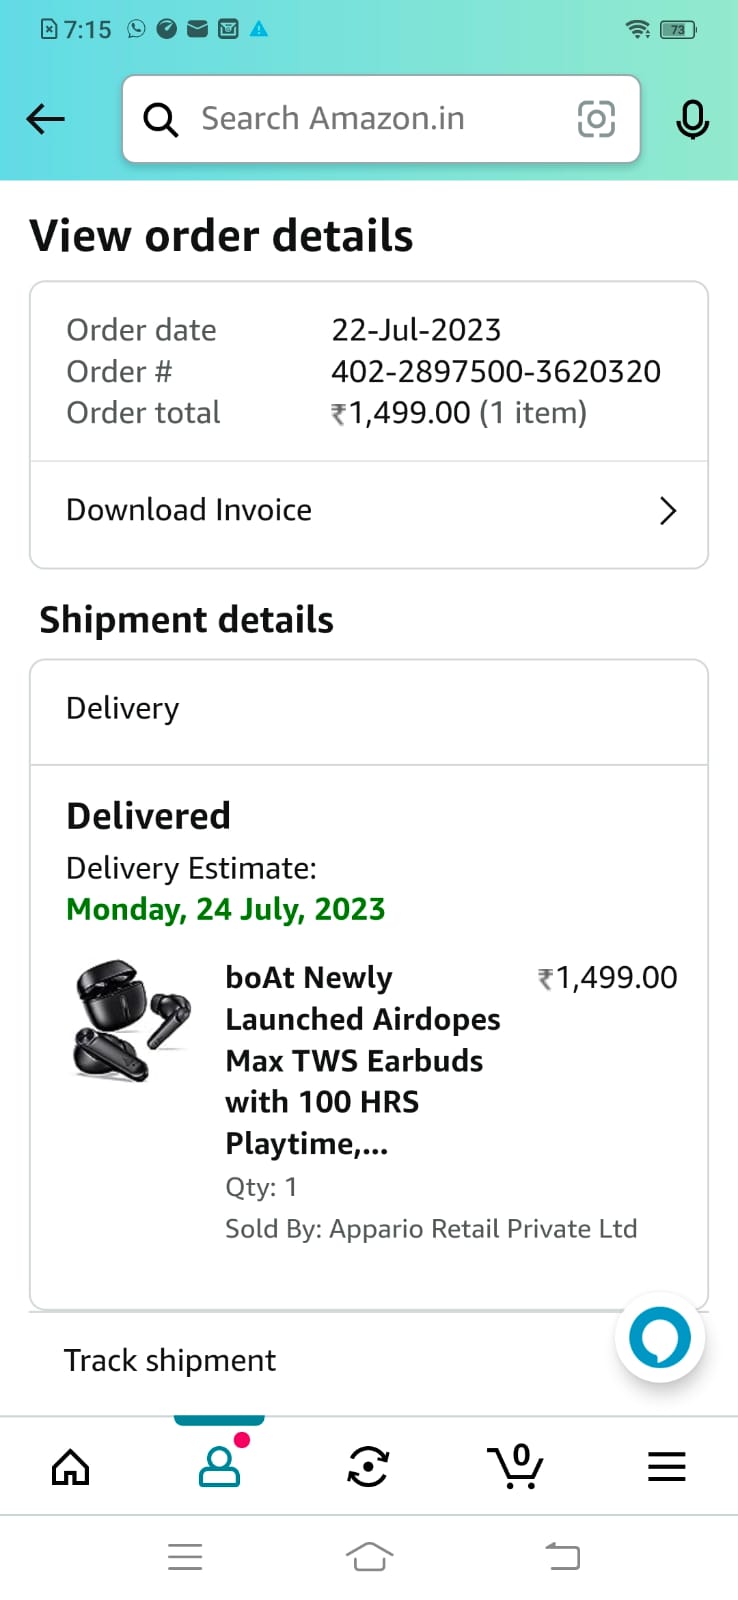 7:15
73
Search Amazon.in
View order details
Order date 22-Jul-2023
Order # 402-2897500-3620320
Order total ₹1,499.00 (1 item)
Download Invoice
Shipment details
Delivery
Delivered
Delivery Estimate:
Monday, 24 July, 2023
boAt Newly ₹1,499.00
Launched Airdopes
Max TWS Earbuds
with 100 HRS
Playtime,...
Qty: 1
Sold By: Appario Retail Private Ltd
Track shipment
0